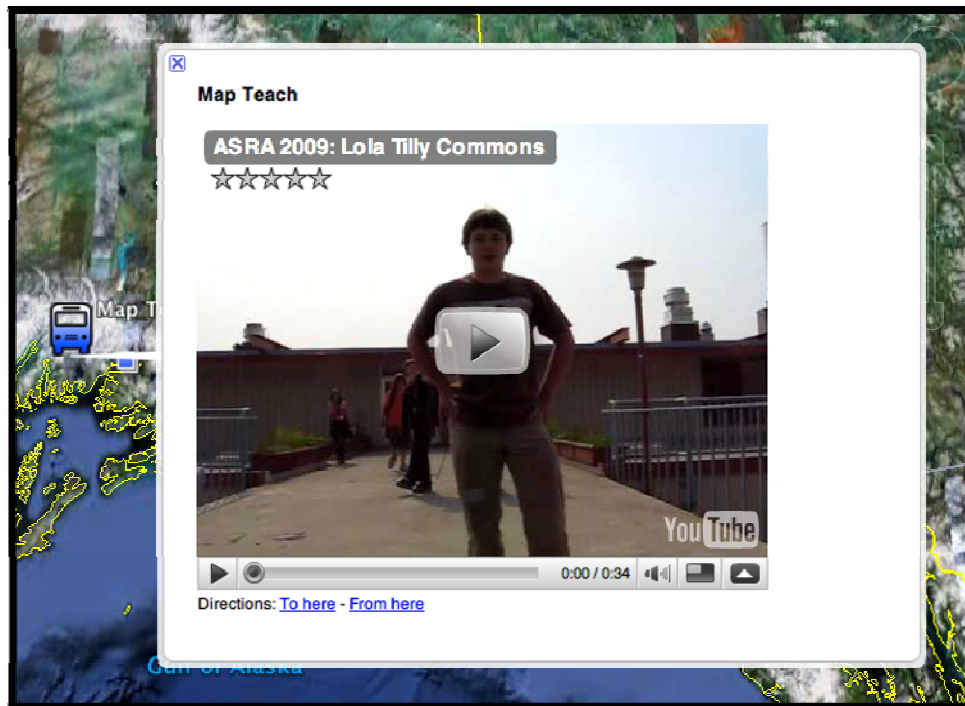 Map Teach
ASRA 2009: Lola Tilly Commons
Map T
YouTube
0:00 / 0:34
Directions: To here - From here
Gulf of Alaska